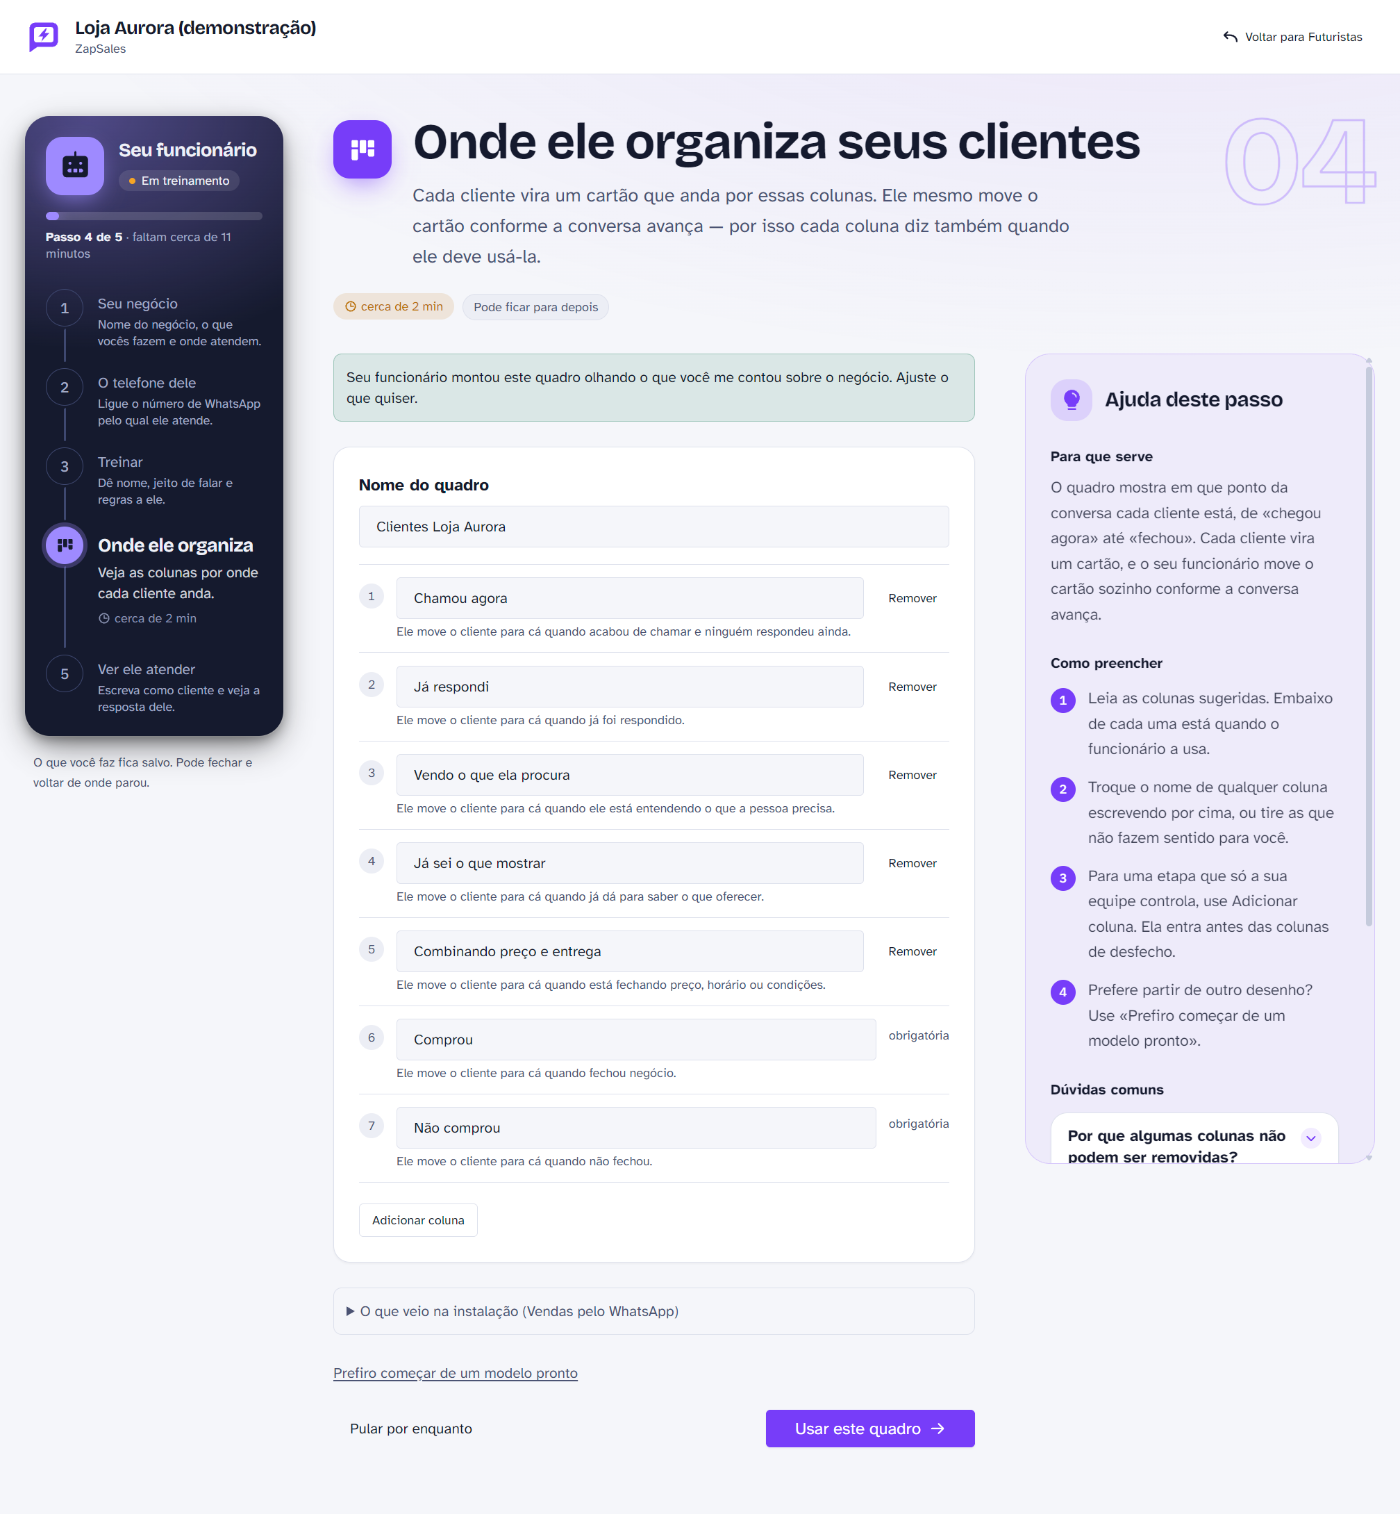 Loja Aurora (demonstração)
ZapSales
Voltar para Futuristas
Seu funcionário
Em treinamento
Passo 4 de 5 · faltam cerca de 11
minutos
1
Seu negócio
Nome do negócio, o que
vocês fazem e onde atendem.
2
O telefone dele
Ligue o número de WhatsApp
pelo qual ele atende.
3
Treinar
Dê nome, jeito de falar e
regras a ele.
Onde ele organiza
Veja as colunas por onde
cada cliente anda.
cerca de 2 min
5
Ver ele atender
Escreva como cliente e veja a
resposta dele.
O que você faz fica salvo. Pode fechar e
voltar de onde parou.
Onde ele organiza seus clientes
04
Cada cliente vira um cartão que anda por essas colunas. Ele mesmo move o
cartão conforme a conversa avança — por isso cada coluna diz também quando
ele deve usá-la.
cerca de 2 min
Pode ficar para depois
Seu funcionário montou este quadro olhando o que você me contou sobre o negócio. Ajuste o
que quiser.
Nome do quadro
Clientes Loja Aurora
1
Chamou agora
Remover
Ele move o cliente para cá quando acabou de chamar e ninguém respondeu ainda.
2
Já respondi
Remover
Ele move o cliente para cá quando já foi respondido.
3
Vendo o que ela procura
Remover
Ele move o cliente para cá quando ele está entendendo o que a pessoa precisa.
4
Já sei o que mostrar
Remover
Ele move o cliente para cá quando já dá para saber o que oferecer.
5
Combinando preço e entrega
Remover
Ele move o cliente para cá quando está fechando preço, horário ou condições.
6
Comprou
obrigatória
Ele move o cliente para cá quando fechou negócio.
7
Não comprou
obrigatória
Ele move o cliente para cá quando não fechou.
Adicionar coluna
O que veio na instalação (Vendas pelo WhatsApp)
Prefiro começar de um modelo pronto
Pular por enquanto
Usar este quadro
Ajuda deste passo
Para que serve
O quadro mostra em que ponto da
conversa cada cliente está, de «chegou
agora» até «fechou». Cada cliente vira
um cartão, e o seu funcionário move o
cartão sozinho conforme a conversa
avança.
Como preencher
1
Leia as colunas sugeridas. Embaixo
de cada uma está quando o
funcionário a usa.
2
Troque o nome de qualquer coluna
escrevendo por cima, ou tire as que
não fazem sentido para você.
3
Para uma etapa que só a sua
equipe controla, use Adicionar
coluna. Ela entra antes das colunas
de desfecho.
4
Prefere partir de outro desenho?
Use «Prefiro começar de um
modelo pronto».
Dúvidas comuns
Por que algumas colunas não
podem ser removidas?